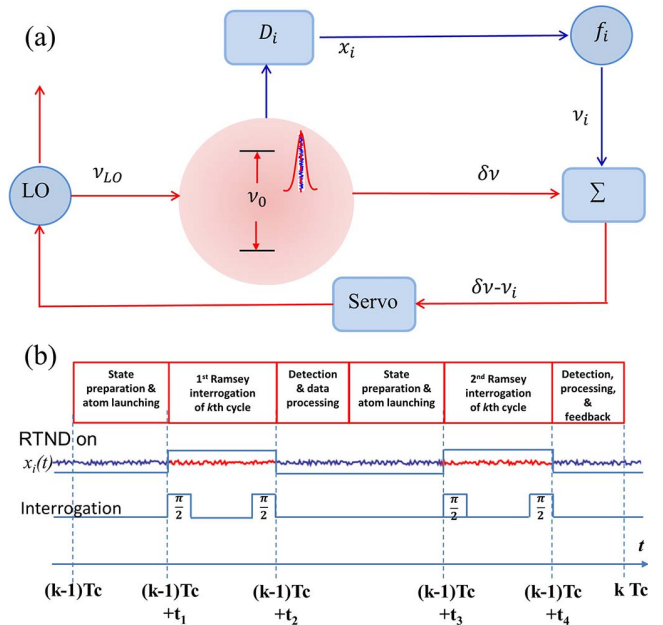 (a)
D_i
x_i
f_i
ν_i
LO
ν_LO
ν_0
δν
Σ
Servo
δν-ν_i
(b)
State
preparation &
atom launching
1st Ramsey
interrogation
of kth cycle
Detection
& data
processing
State
preparation &
atom launching
2nd Ramsey
interrogation
of kth cycle
Detection,
processing,
&
feedback
RTND on
x_i(t)
Interrogation
π/2
π/2
π/2
π/2
t
(k-1)Tc
(k-1)Tc
+t_1
(k-1)Tc
+t_2
(k-1)Tc
+t_3
(k-1)Tc
+t_4
k Tc